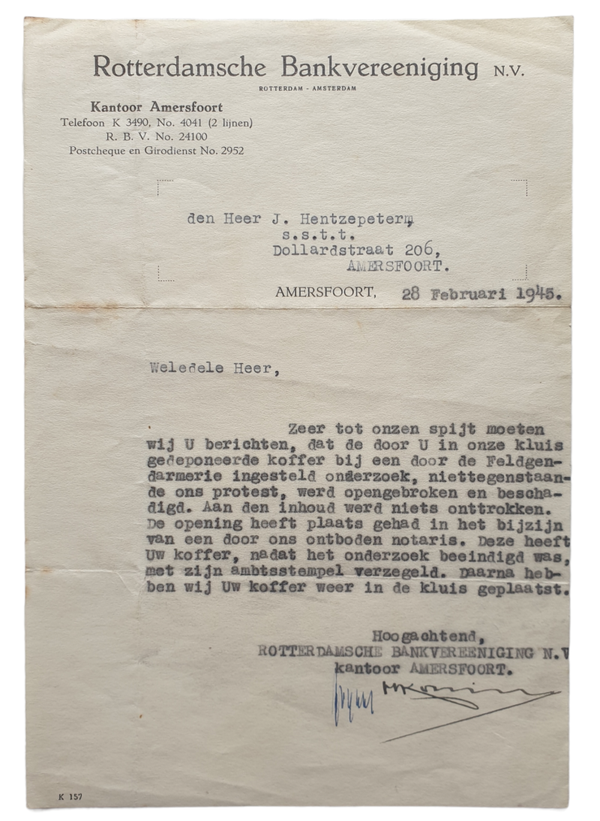 Rotterdamsche Bankvereeniging N.V.
ROTTERDAM - AMSTERDAM
Kantoor Amersfoort
Telefoon K 3490, No. 4041 (2 lijnen)
R. B. V. No. 24100
Postcheque en Girodienst No. 2952
den Heer J. Hentzepeterm,
s.s.t.t.
Dollardstraat 206,
AMERSFOORT.
AMERSFOORT, 28 Februari 1945.
Weledele Heer,
Zeer tot onzen spijt moeten
wij U berichten, dat de door U in onze kluis
gedeponeerde koffer bij een door de Feldgen-
darmerie ingesteld onderzoek, niettegenstaan-
de ons protest, werd opengebroken en bescha-
digd. Aan den inhoud werd niets onttrokken.
De opening heeft plaats gehad in het bijzijn
van een door ons ontboden notaris. Deze heeft
Uw koffer, nadat het onderzoek beeindigd was,
met zijn ambtsstempel verzegeld. Daarna heb-
ben wij Uw koffer weer in de kluis geplaatst.
Hoogachtend,
ROTTERDAMSCHE BANKVEREENIGING N.V
kantoor AMERSFOORT.
K 157